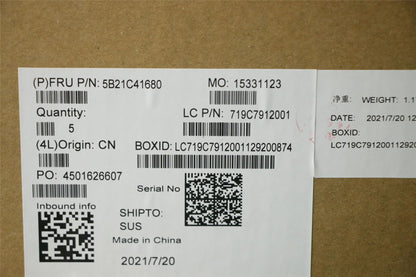 (P)FRU P/N: 5B21C41680
MO: 15331123
Quantity:
5
LC P/N: 719C7912001
(4L)Origin: CN
BOXID: LC719C7912001129200874
PO: 4501626607
Serial No
Inbound info
SHIPTO:
SUS
Made in China
2021/7/20
净重: WEIGHT: 1.1
DATE: 2021/7/20 12
BOXID:
LC719C79120011292